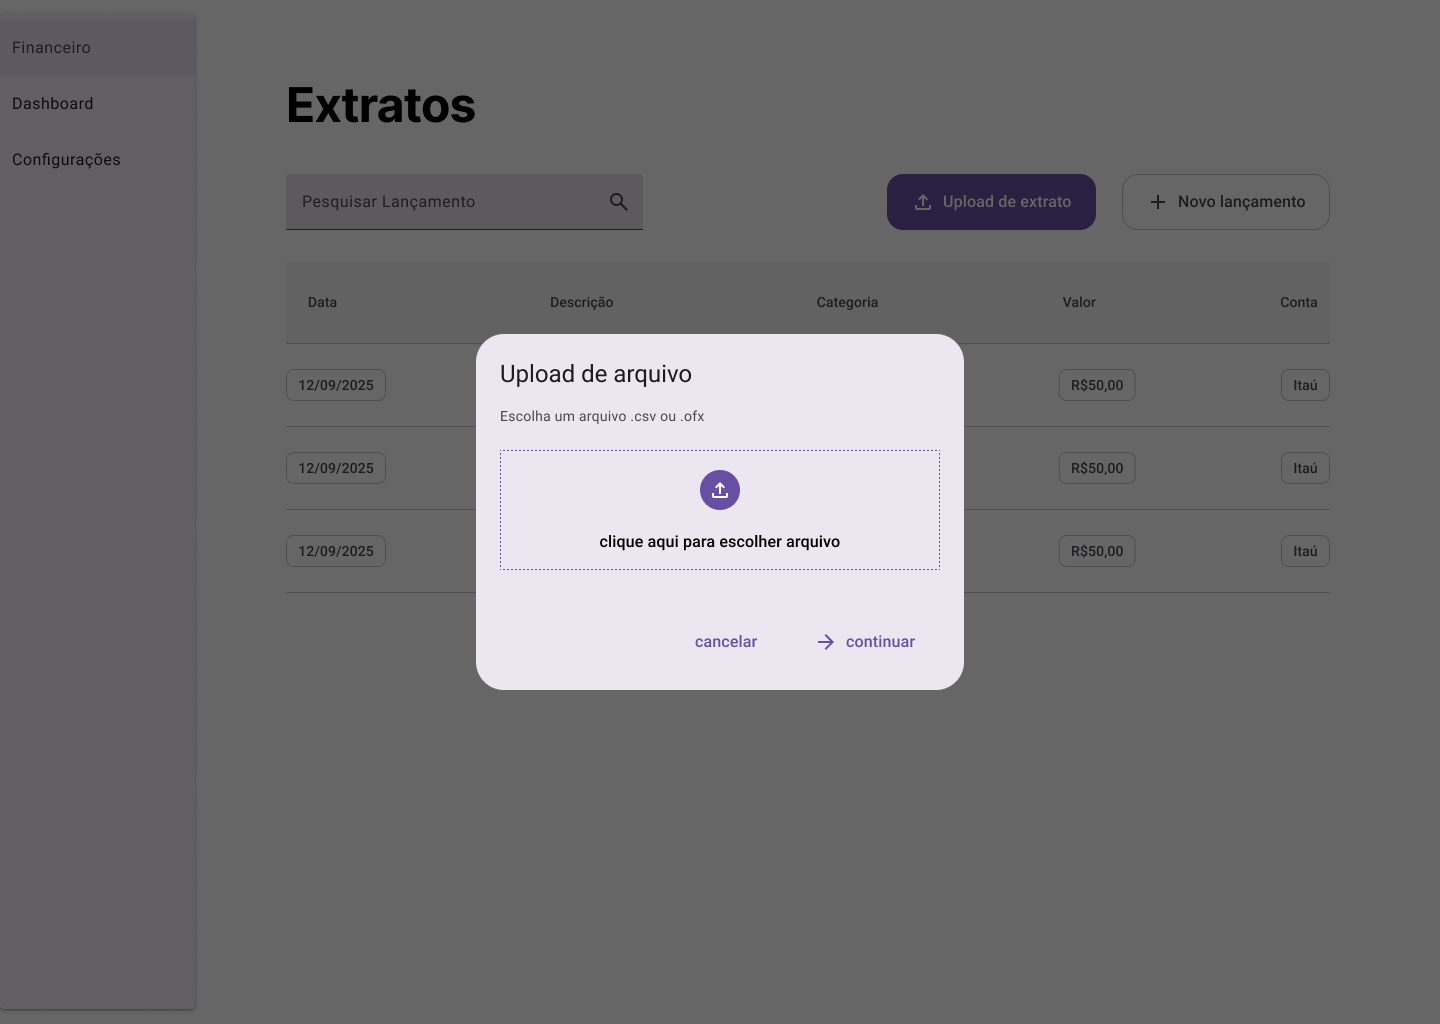 Financeiro
Dashboard
Configurações
Extratos
Pesquisar Lançamento
Upload de extrato
Novo lançamento
Data Descrição Categoria Valor Conta
12/09/2025 R$50,00 Itaú
12/09/2025 R$50,00 Itaú
12/09/2025 R$50,00 Itaú
Upload de arquivo
Escolha um arquivo .csv ou .ofx
clique aqui para escolher arquivo
cancelar
continuar